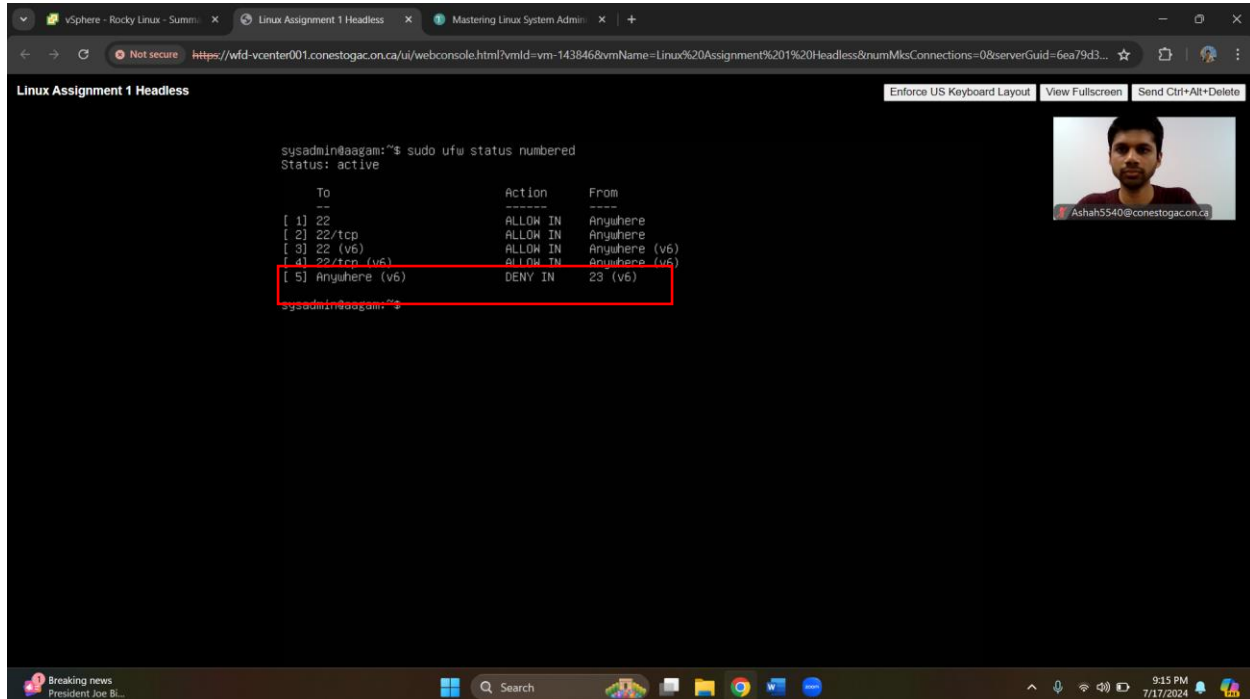 vSphere - Rocky Linux - Summa
Linux Assignment 1 Headless
Mastering Linux System Admin
Not secure https://wfd-vcenter001.conestogac.on.ca/ui/webconsole.html?vmId=vm-143846&vmName=Linux%20Assignment%201%20Headless&numMksConnections=0&serverGuid=6ea79d3...
Linux Assignment 1 Headless
Enforce US Keyboard Layout View Fullscreen Send Ctrl+Alt+Delete
sysadmin@aagam:~$ sudo ufw status numbered
Status: active
To Action From
-- ------ ----
[ 1] 22 ALLOW IN Anywhere
[ 2] 22/tcp ALLOW IN Anywhere
[ 3] 22 (v6) ALLOW IN Anywhere (v6)
[ 4] 22/tcp (v6) ALLOW IN Anywhere (v6)
[ 5] Anywhere (v6) DENY IN 23 (v6)
sysadmin@aagam:~$
Ashah5540@conestogac.on.ca
1
Breaking news
President Joe Bi...
Search
zoom
9:15 PM
7/17/2024